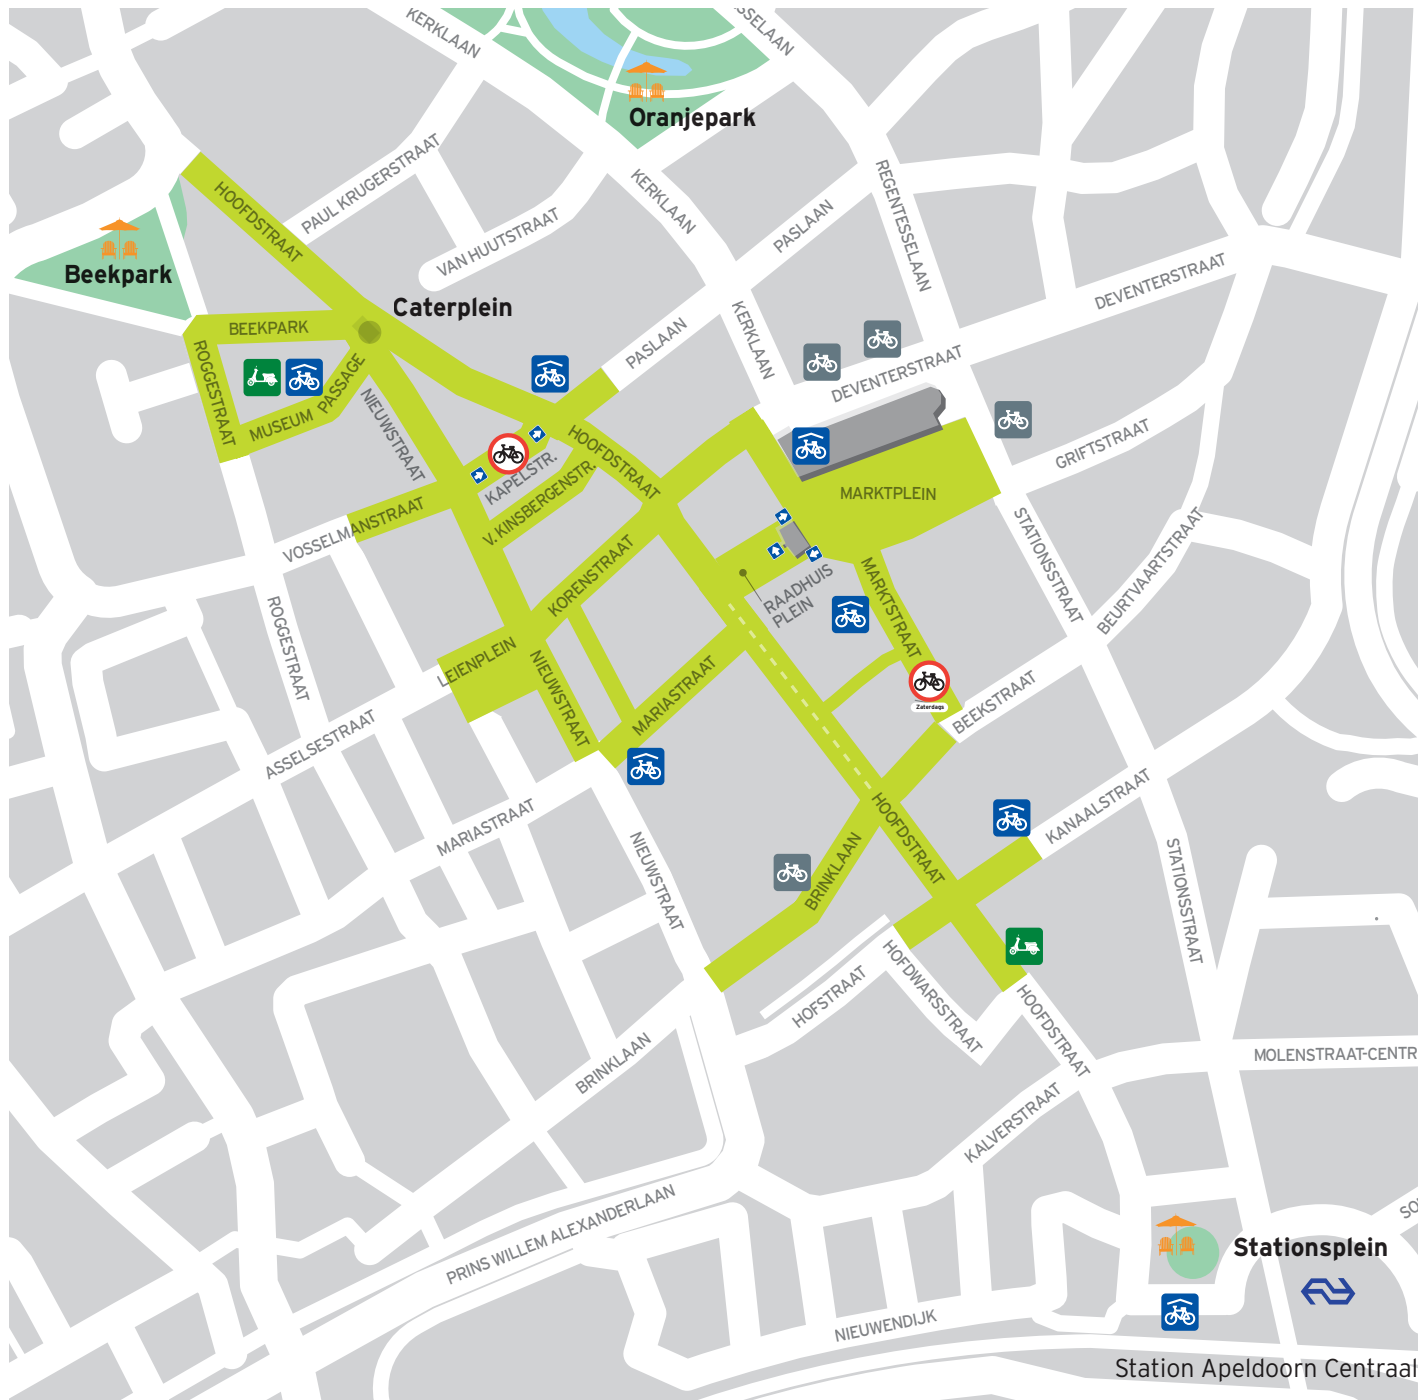 KERKLAAN
SSELAAN
Oranjepark
PAUL KRUGERSTRAAT
HOOFDSTRAAT
KERKLAAN
REGENTESSELAAN
PASLAAN
VAN HUUTSTRAAT
Beekpark
DEVENTERSTRAAT
Caterplein
BEEKPARK
KERKLAAN
PASLAAN
ROGGESTRAAT
MUSEUM PASSAGE
NIEUWSTRAAT
DEVENTERSTRAAT
HOOFDSTRAAT
GRIFTSTRAAT
KAPELSTR.
V. KINSBERGENSTR.
MARKTPLEIN
VOSSELMANSTRAAT
STATIONSSTRAAT
BEURTVAARTSTRAAT
KORENSTRAAT
RAADHUIS
PLEIN
MARKTSTRAAT
ROGGESTRAAT
LEIENPLEIN
NIEUWSTRAAT
MARIASTRAAT
Zaterdags
BEEKSTRAAT
ASSELSESTRAAT
MARIASTRAAT
HOOFDSTRAAT
KANAALSTRAAT
NIEUWSTRAAT
BRINKLAAN
STATIONSSTRAAT
HOFSTRAAT
HOFDWARSSTRAAT
HOOFDSTRAAT
BRINKLAAN
MOLENSTRAAT-CENTR
KALVERSTRAAT
PRINS WILLEM ALEXANDERLAAN
SO
Stationsplein
NIEUWENDIJK
Station Apeldoorn Centraal